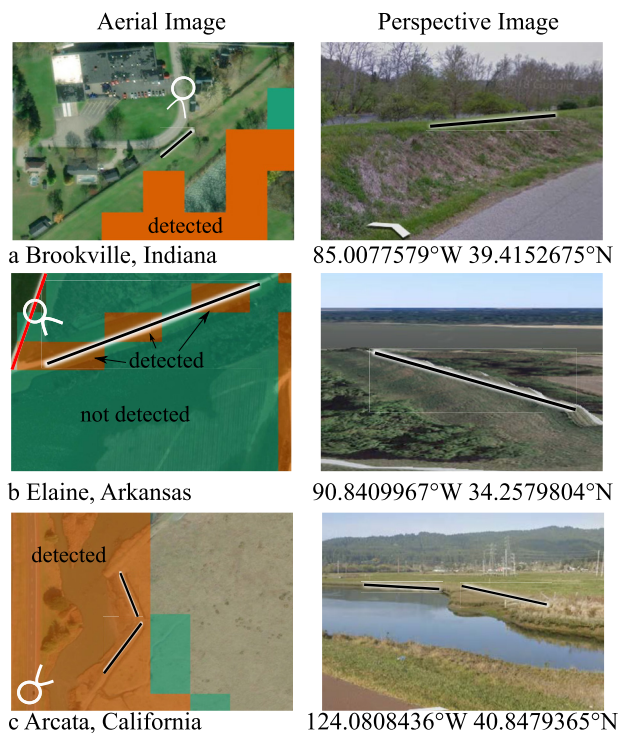 Aerial Image
Perspective Image
detected
a Brookville, Indiana
85.0077579°W 39.4152675°N
detected
not detected
b Elaine, Arkansas
90.8409967°W 34.2579804°N
detected
c Arcata, California
124.0808436°W 40.8479365°N